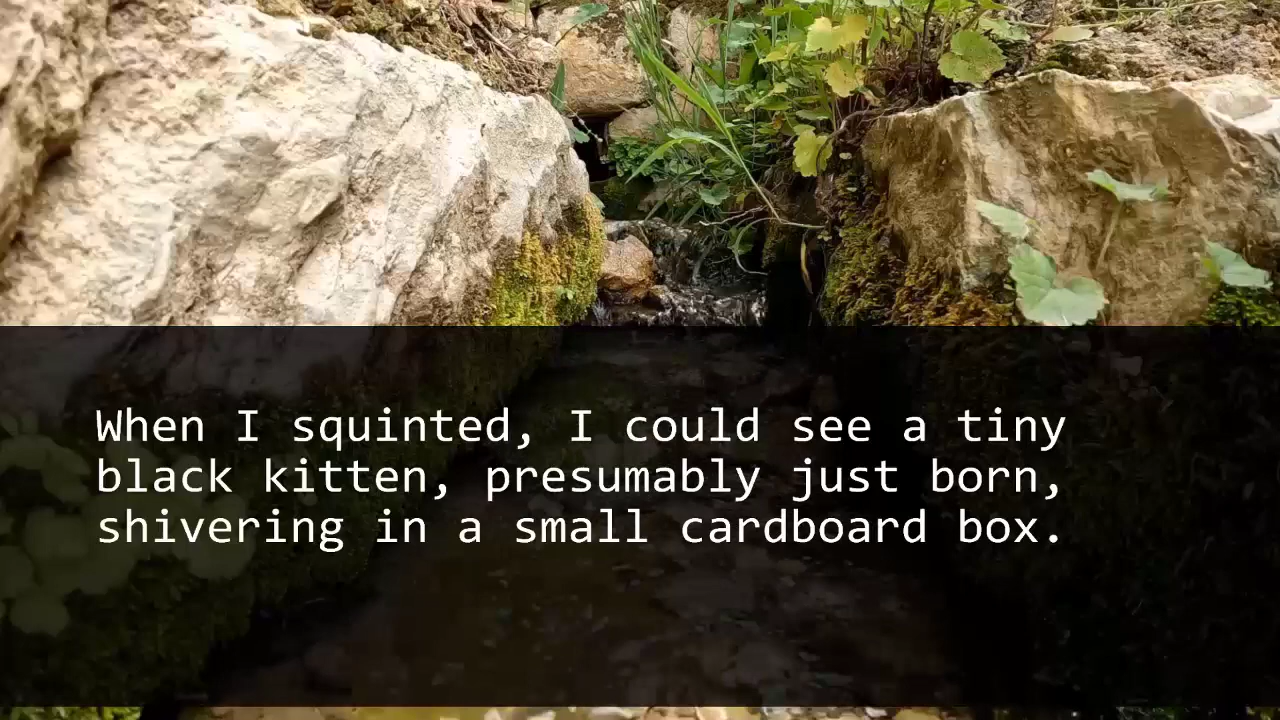 When I squinted, I could see a tiny
black kitten, presumably just born,
shivering in a small cardboard box.